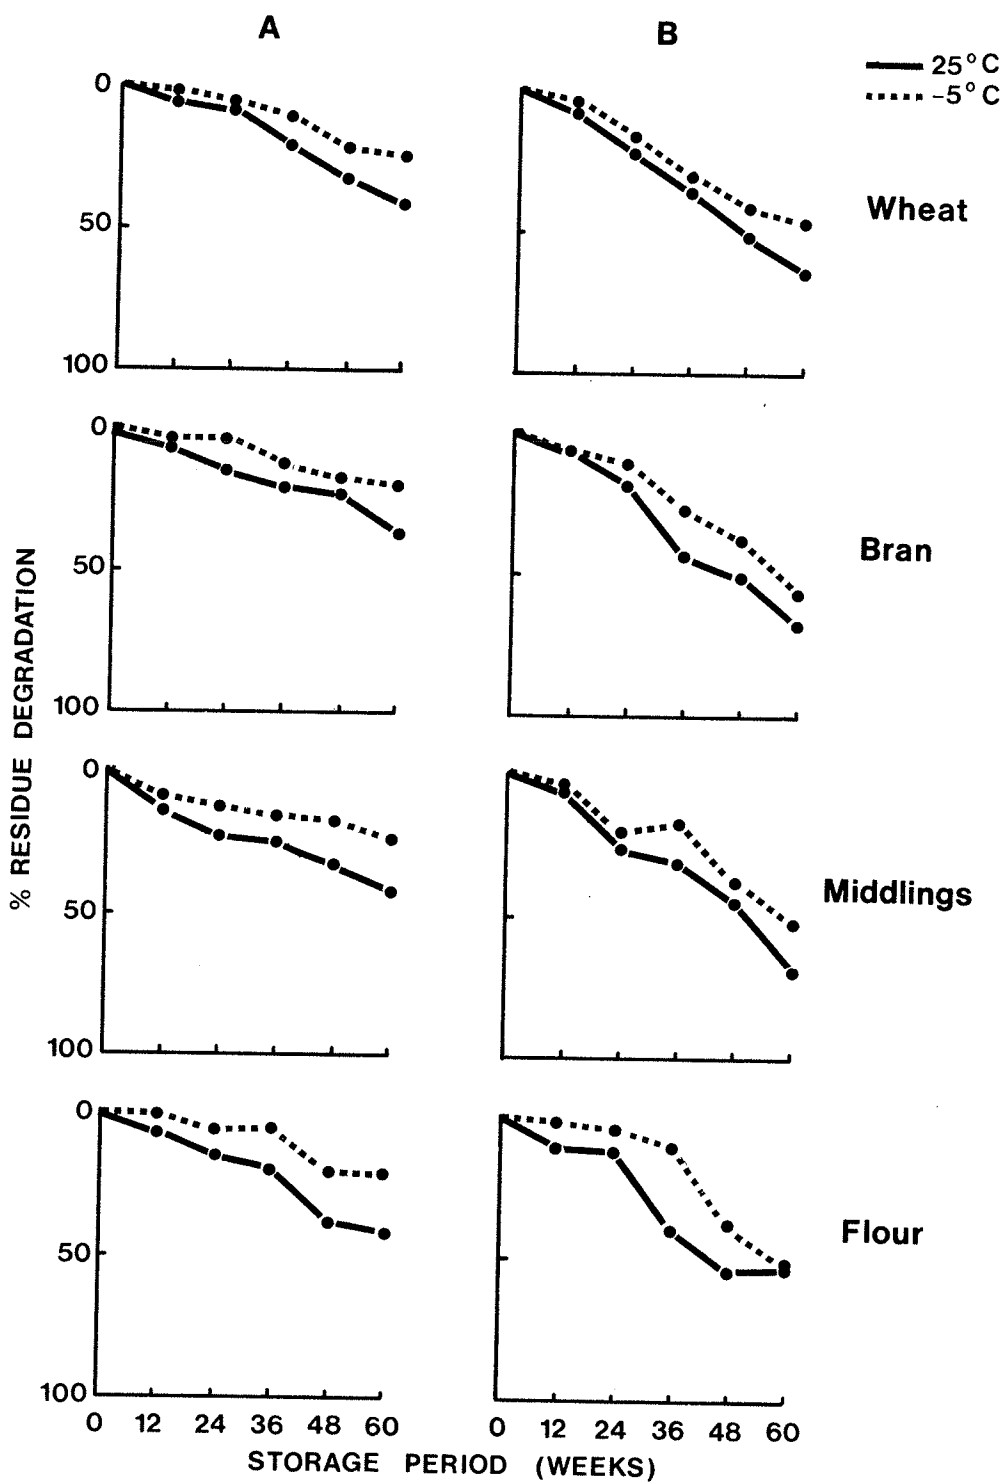 A B
25°C
-5°C
0
50
100
Wheat
0
50
100
Bran
0
50
100
Middlings
0
50
100
Flour
0 12 24 36 48 60 0 12 24 36 48 60
STORAGE PERIOD (WEEKS)
% RESIDUE DEGRADATION